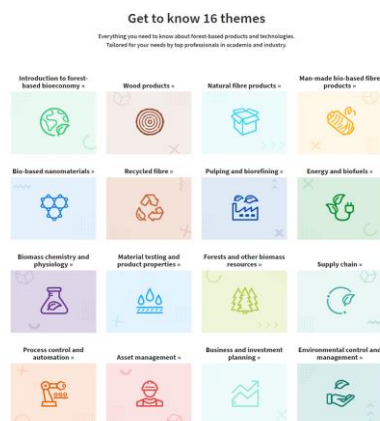 Get to know 16 themes
Everything you need to know about forest-based products and technologies.
Tailored for your needs by top professionals in academia and industry.
Introduction to forest-
based bioeconomy »
Wood products »
Natural fibre products »
Man-made bio-based fibre
products »
Bio-based nanomaterials »
Recycled fibre »
Pulping and biorefining »
Energy and biofuels »
Biomass chemistry and
physiology »
Material testing and
product properties »
Forests and other biomass
resources »
Supply chain »
Process control and
automation »
Asset management »
Business and investment
planning »
Environmental control and
management »